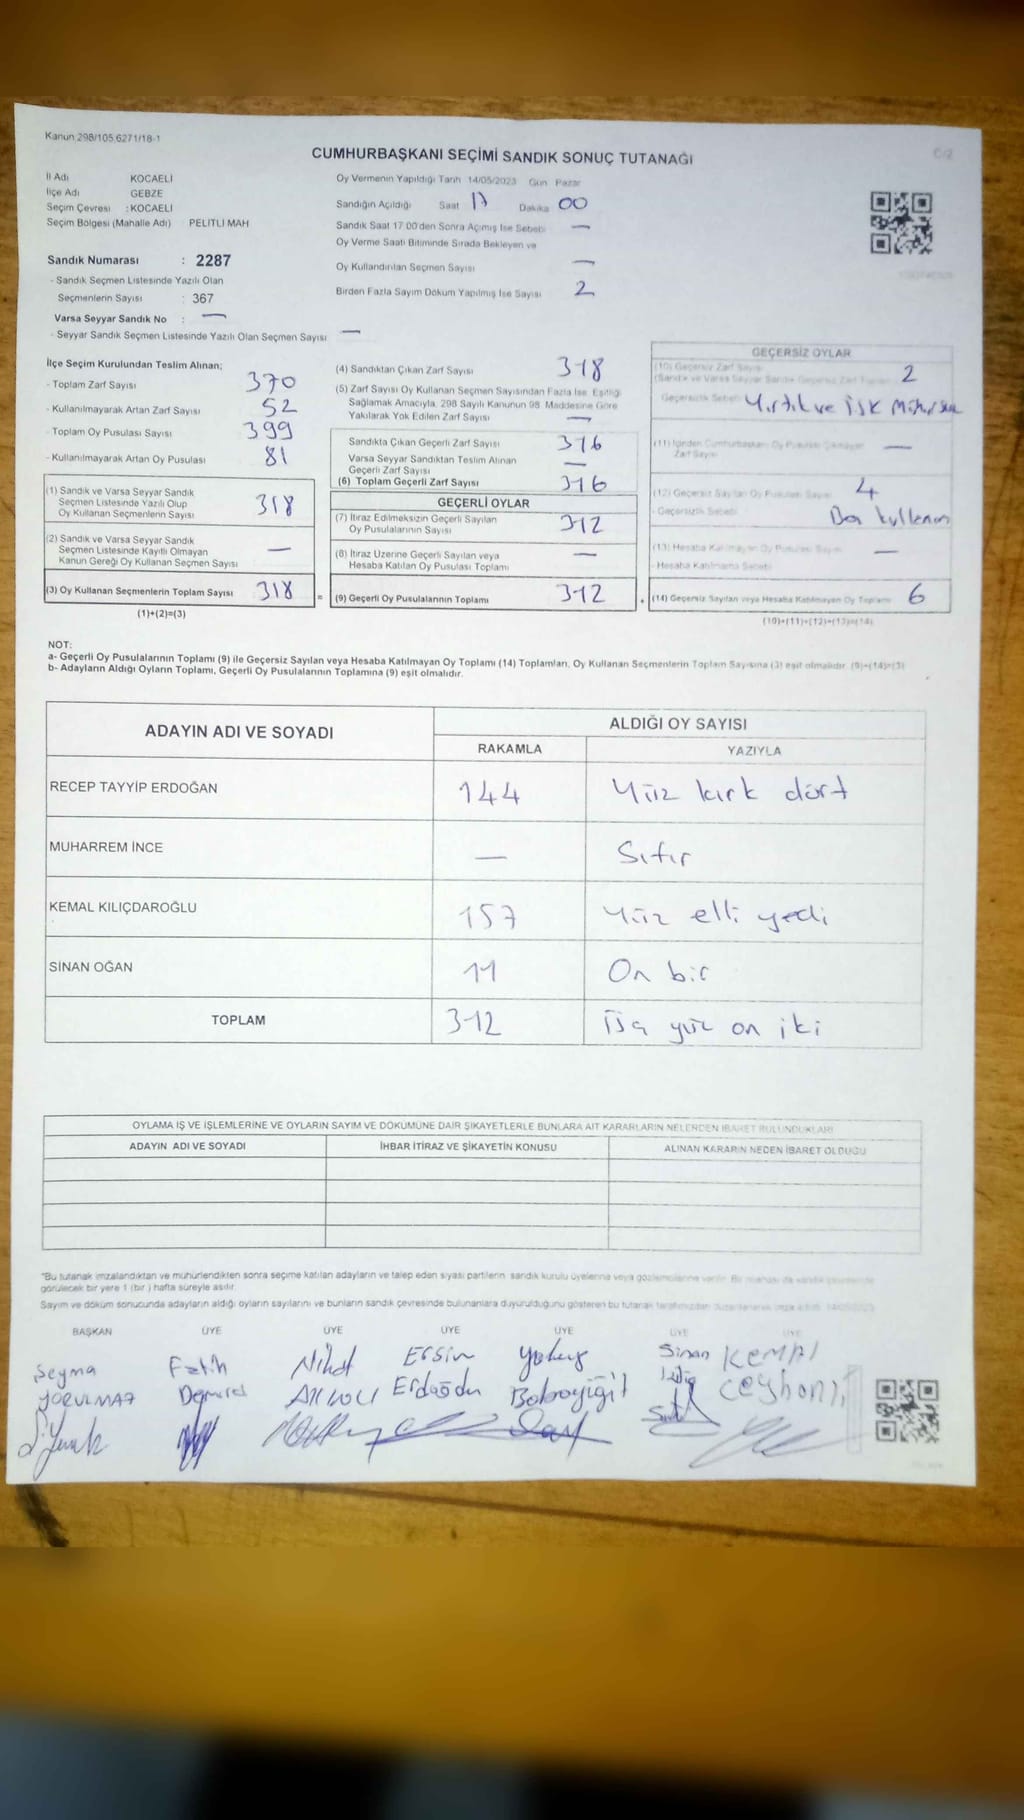 Kanun 298/105 6271/18-1
CUMHURBAŞKANI SEÇİMİ SANDIK SONUÇ TUTANAĞI
C/2
İl Adı KOCAELİ
İlçe Adı GEBZE
Seçim Çevresi : KOCAELİ
Seçim Bölgesi (Mahalle Adı) PELİTLİ MAH
Sandık Numarası : 2287
- Sandık Seçmen Listesinde Yazılı Olan
Seçmenlerin Sayısı : 367
Varsa Seyyar Sandık No : —
- Seyyar Sandık Seçmen Listesinde Yazılı Olan Seçmen Sayısı —
Oy Vermenin Yapıldığı Tarih 14/05/2023 Gün Pazar
Sandığın Açıldığı Saat 17 Dakika 00
Sandık Saat 17 00'den Sonra Açmış İse Sebebi —
Oy Verme Saati Bitiminde Sırada Bekleyen ve
Oy Kullandırılan Seçmen Sayısı —
Birden Fazla Sayım Döküm Yapılmış İse Sayısı 2
İlçe Seçim Kurulundan Teslim Alınan;
- Toplam Zarf Sayısı 370
- Kullanılmayarak Artan Zarf Sayısı 52
- Toplam Oy Pusulası Sayısı 399
- Kullanılmayarak Artan Oy Pusulası 81
(1) Sandık ve Varsa Seyyar Sandık
Seçmen Listesinde Yazılı Olup
Oy Kullanan Seçmenlerin Sayısı 318
(2) Sandık ve Varsa Seyyar Sandık
Seçmen Listesinde Kayıtlı Olmayan
Kanun Gereği Oy Kullanan Seçmen Sayısı —
(3) Oy Kullanan Seçmenlerin Toplam Sayısı 318
(1)+(2)=(3)
(4) Sandıktan Çıkan Zarf Sayısı 318
(5) Zarf Sayısı Oy Kullanan Seçmen Sayısından Fazla İse, Eşitliği
Sağlamak Amacıyla, 298 Sayılı Kanunun 98. Maddesine Göre
Yakılarak Yok Edilen Zarf Sayısı —
Sandıkta Çıkan Geçerli Zarf Sayısı 316
Varsa Seyyar Sandıktan Teslim Alınan
Geçerli Zarf Sayısı —
(6) Toplam Geçerli Zarf Sayısı 316
GEÇERLİ OYLAR
(7) İtiraz Edilmeksizin Geçerli Sayılan
Oy Pusulalarının Sayısı 312
(8) İtiraz Üzerine Geçerli Sayılan veya
Hesaba Katılan Oy Pusulası Toplamı —
= (9) Geçerli Oy Pusulalarının Toplamı 312
GEÇERSİZ OYLAR
(10) Geçersiz Zarf Sayısı 2
(Sandık ve Varsa Seyyar Sandık Geçersiz Zarf Toplamı)
Geçersizlik Sebebi Yırtık ve
(11) İçinden Cumhurbaşkanı Oy Pusulası Çıkmayan
Zarf Sayısı —
(12) Geçersiz Sayılan Oy Pusulası Sayısı 4
- Geçersizlik Sebebi
(13) Hesaba Katılmayan Oy Pusulası Sayısı —
- Hesaba Katılmama Sebebi
(14) Geçersiz Sayılan veya Hesaba Katılmayan Oy Toplamı 6
(10)+(11)+(12)+(13)=(14)
NOT:
a- Geçerli Oy Pusulalarının Toplamı (9) ile Geçersiz Sayılan veya Hesaba Katılmayan Oy Toplamı (14) Toplamları, Oy Kullanan Seçmenlerin Toplam Sayısına (3) eşit olmalıdır. (9)+(14)=(3)
b- Adayların Aldığı Oyların Toplamı, Geçerli Oy Pusulalarının Toplamına (9) eşit olmalıdır.
ADAYIN ADI VE SOYADI ALDIĞI OY SAYISI
RAKAMLA YAZIYLA
RECEP TAYYİP ERDOĞAN 144 Yüz kırk dört
MUHARREM İNCE — Sıfır
KEMAL KILIÇDAROĞLU 157 Yüz elli yedi
SİNAN OĞAN 11 On bir
TOPLAM 312 yüz on iki
OYLAMA İŞ VE İŞLEMLERİNE VE OYLARIN SAYIM VE DÖKÜMÜNE DAİR ŞİKAYETLERLE BUNLARA AİT KARARLARIN NELERDEN İBARET BULUNDUKLARI
ADAYIN ADI VE SOYADI İHBAR İTİRAZ VE ŞİKAYETİN KONUSU ALINAN KARARIN NEDEN İBARET OLDUĞU
*Bu tutanak imzalandıktan ve mühürlendikten sonra seçime katılan adayların ve talep eden siyasi partilerin sandık kurulu üyelerine veya gözlemcilerine verilir. Bu
görülecek bir yere 1 (bir ) hafta süreyle asılır.
Sayım ve döküm sonucunda adayların aldığı oyların sayılarını ve bunların sandık çevresinde bulunanlara duyurulduğunu gösteren bu tutanak
BAŞKAN ÜYE ÜYE ÜYE ÜYE ÜYE ÜYE
Şeyma Fatih Nihat Ersin Sinan KEMAL
YORULMAZ Demirel Erdoğdu Babayiğit